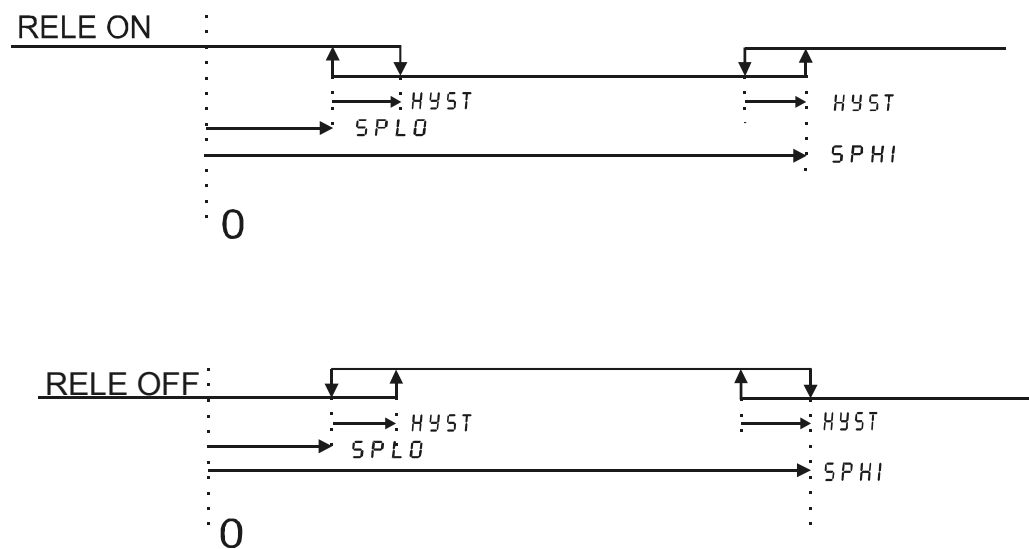 RELE ON
HYST
HYST
SPLO
SPHI
0
RELE OFF
HYST
HYST
SPLO
SPHI
0